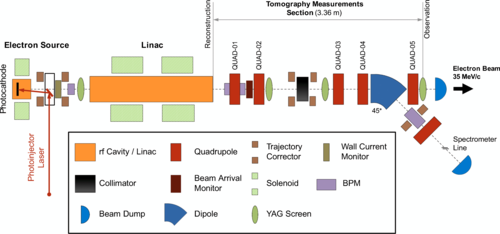 Tomography Measurements
Section (3.36 m)
Reconstruction
Observation
Electron Source
Linac
QUAD-01
QUAD-02
QUAD-03
QUAD-04
QUAD-05
Photocathode
Electron Beam
35 MeV/c
45°
Photoinjector
Laser
Spectrometer
Line
rf Cavity / Linac
Quadrupole
Trajectory
Corrector
Wall Current
Monitor
Collimator
Beam Arrival
Monitor
Solenoid
BPM
Beam Dump
Dipole
YAG Screen